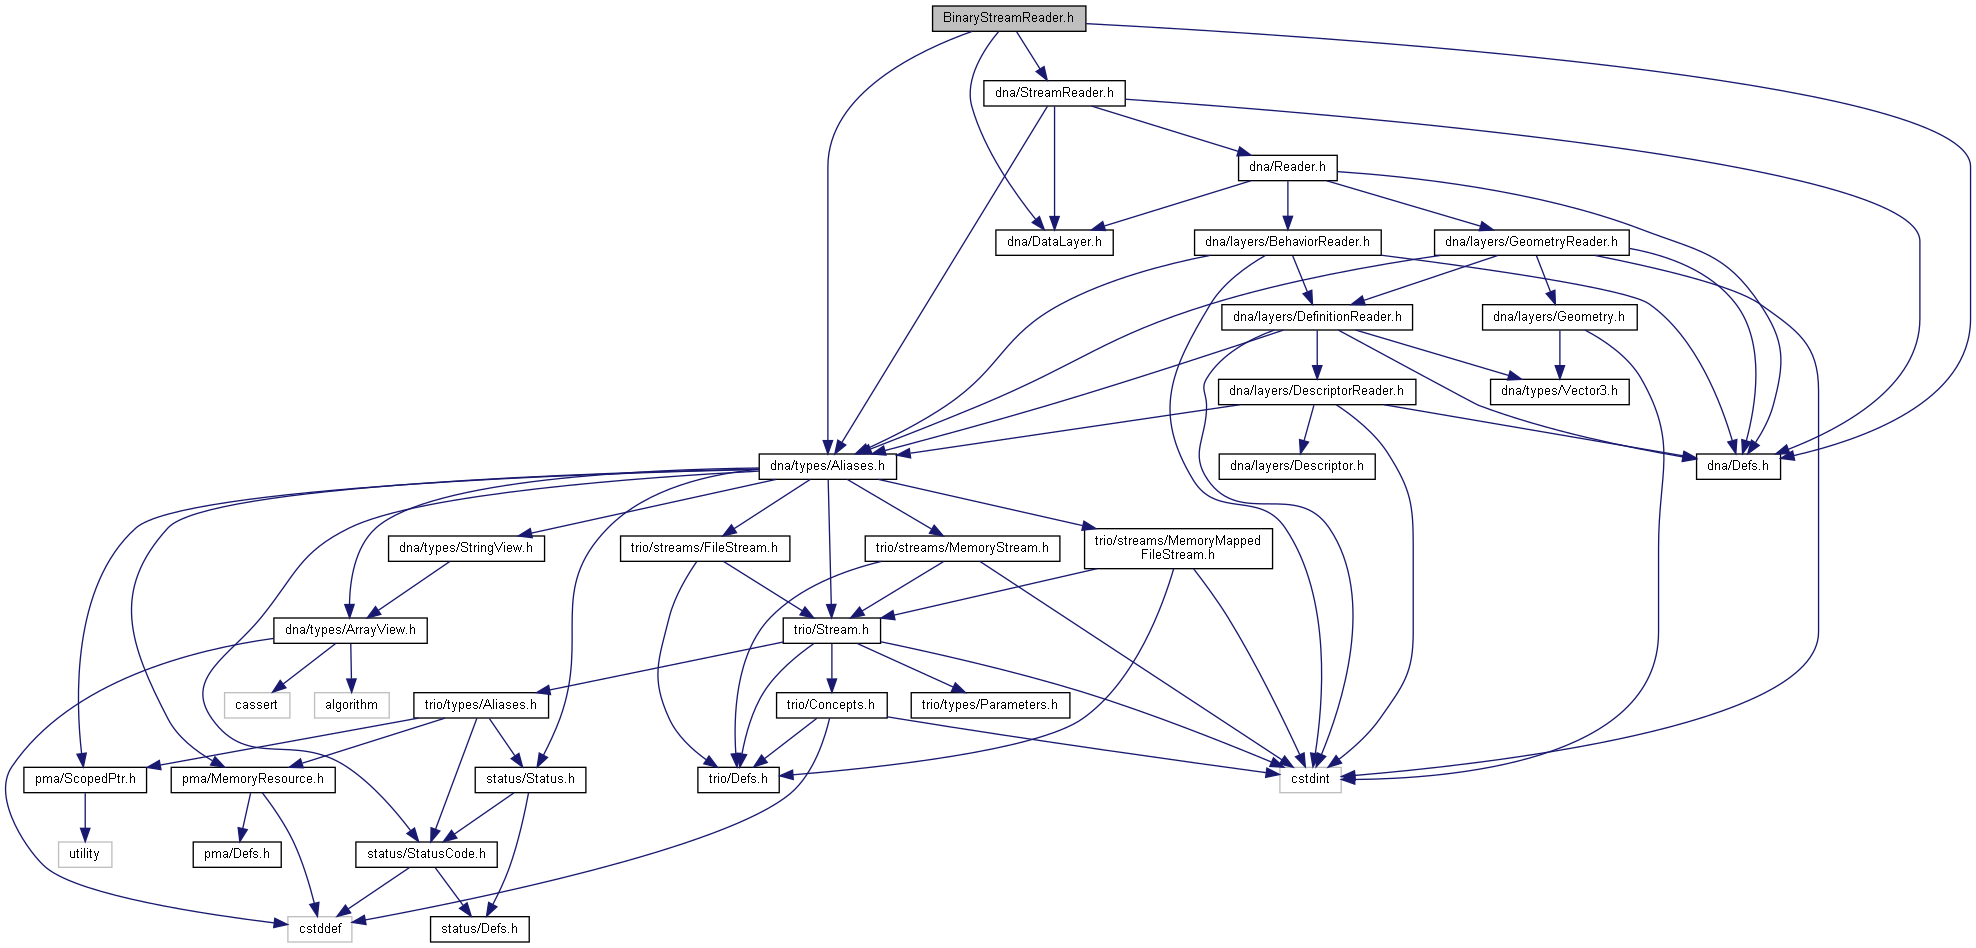 BinaryStreamReader.h
dna/StreamReader.h
dna/Reader.h
dna/DataLayer.h
dna/layers/BehaviorReader.h
dna/layers/GeometryReader.h
dna/layers/DefinitionReader.h
dna/layers/Geometry.h
dna/layers/DescriptorReader.h
dna/types/Vector3.h
dna/types/Aliases.h
dna/layers/Descriptor.h
dna/Defs.h
dna/types/StringView.h
trio/streams/FileStream.h
trio/streams/MemoryStream.h
trio/streams/MemoryMapped
FileStream.h
dna/types/ArrayView.h
trio/Stream.h
cassert
algorithm
trio/types/Aliases.h
trio/Concepts.h
trio/types/Parameters.h
pma/ScopedPtr.h
pma/MemoryResource.h
status/Status.h
trio/Defs.h
cstdint
utility
pma/Defs.h
status/StatusCode.h
cstddef
status/Defs.h